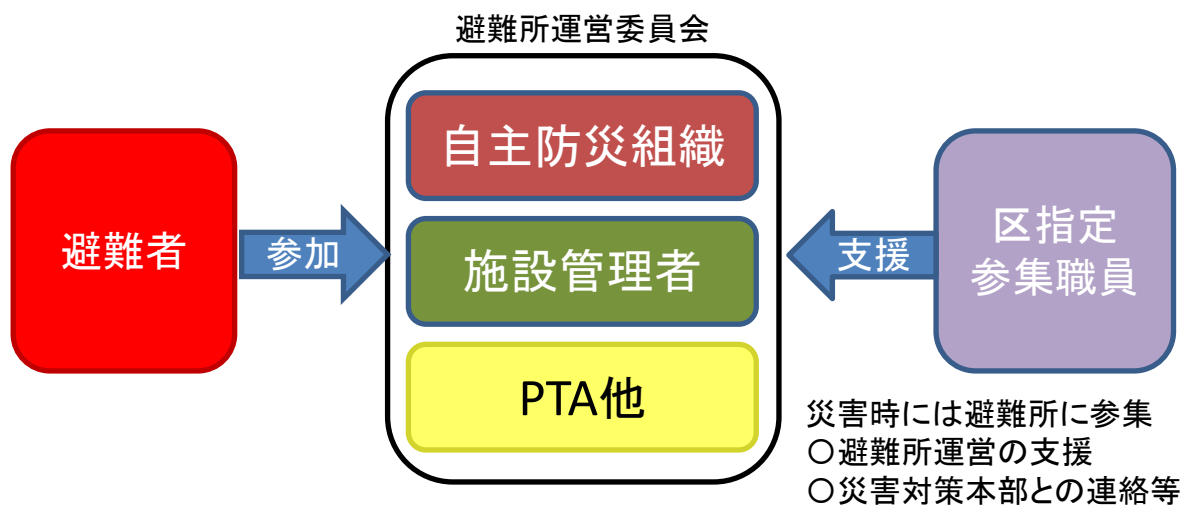 避難所運営委員会
自主防災組織
避難者
参加
施設管理者
支援
区指定
参集職員
PTA他
災害時には避難所に参集
○避難所運営の支援
○災害対策本部との連絡等